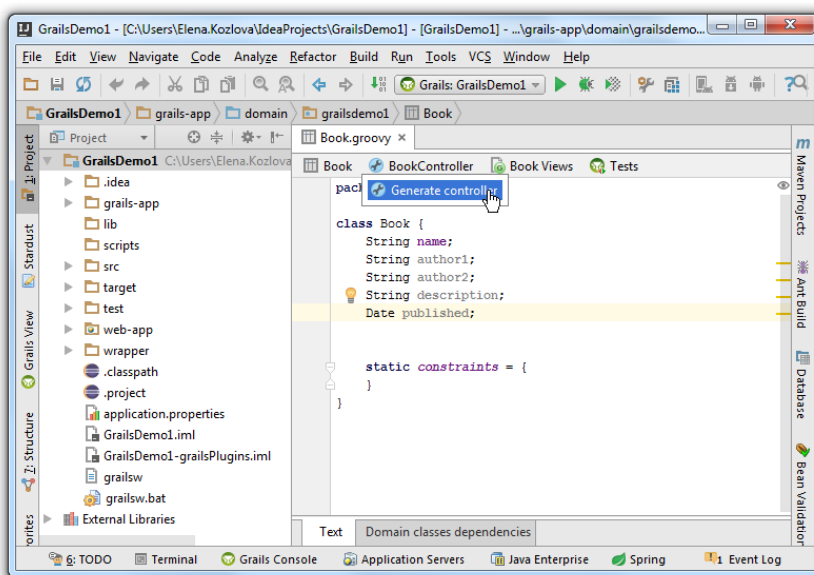 GrailsDemo1 - [C:\Users\Elena.Kozlova\IdeaProjects\GrailsDemo1] - [GrailsDemo1] - ...\grails-app\domain\grailsdemo...
File Edit View Navigate Code Analyze Refactor Build Run Tools VCS Window Help
Grails: GrailsDemo1
GrailsDemo1 grails-app domain grailsdemo1 Book
1: Project
Stardust
Grails View
7: Structure
orites
Project
GrailsDemo1 C:\Users\Elena.Kozlova
.idea
grails-app
lib
scripts
src
target
test
web-app
wrapper
.classpath
.project
application.properties
GrailsDemo1.iml
GrailsDemo1-grailsPlugins.iml
grailsw
grailsw.bat
External Libraries
Book.groovy
Book BookController Book Views Tests
pac
Generate controller
class Book {
String name;
String author1;
String author2;
String description;
Date published;
static constraints = {
}
}
Text Domain classes dependencies
m
Maven Projects
Ant Build
Database
Bean Validation
6: TODO Terminal Grails Console Application Servers Java Enterprise Spring 1 Event Log